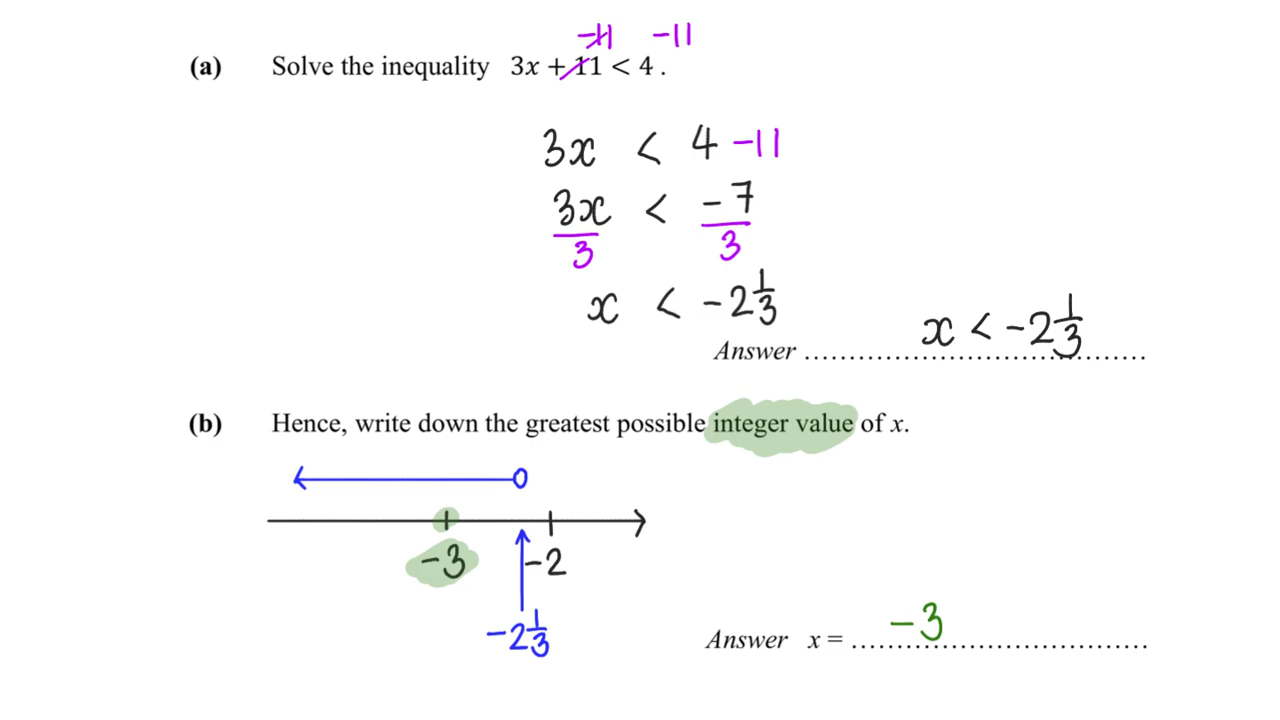 -11 -11
(a) Solve the inequality 3x + 11 < 4 .
3x < 4 -11
3x/3 < -7/3
x < -2 1/3
Answer ...................................... x < -2 1/3
(b) Hence, write down the greatest possible integer value of x.
-3 -2
-2 1/3
Answer x = .................................. -3